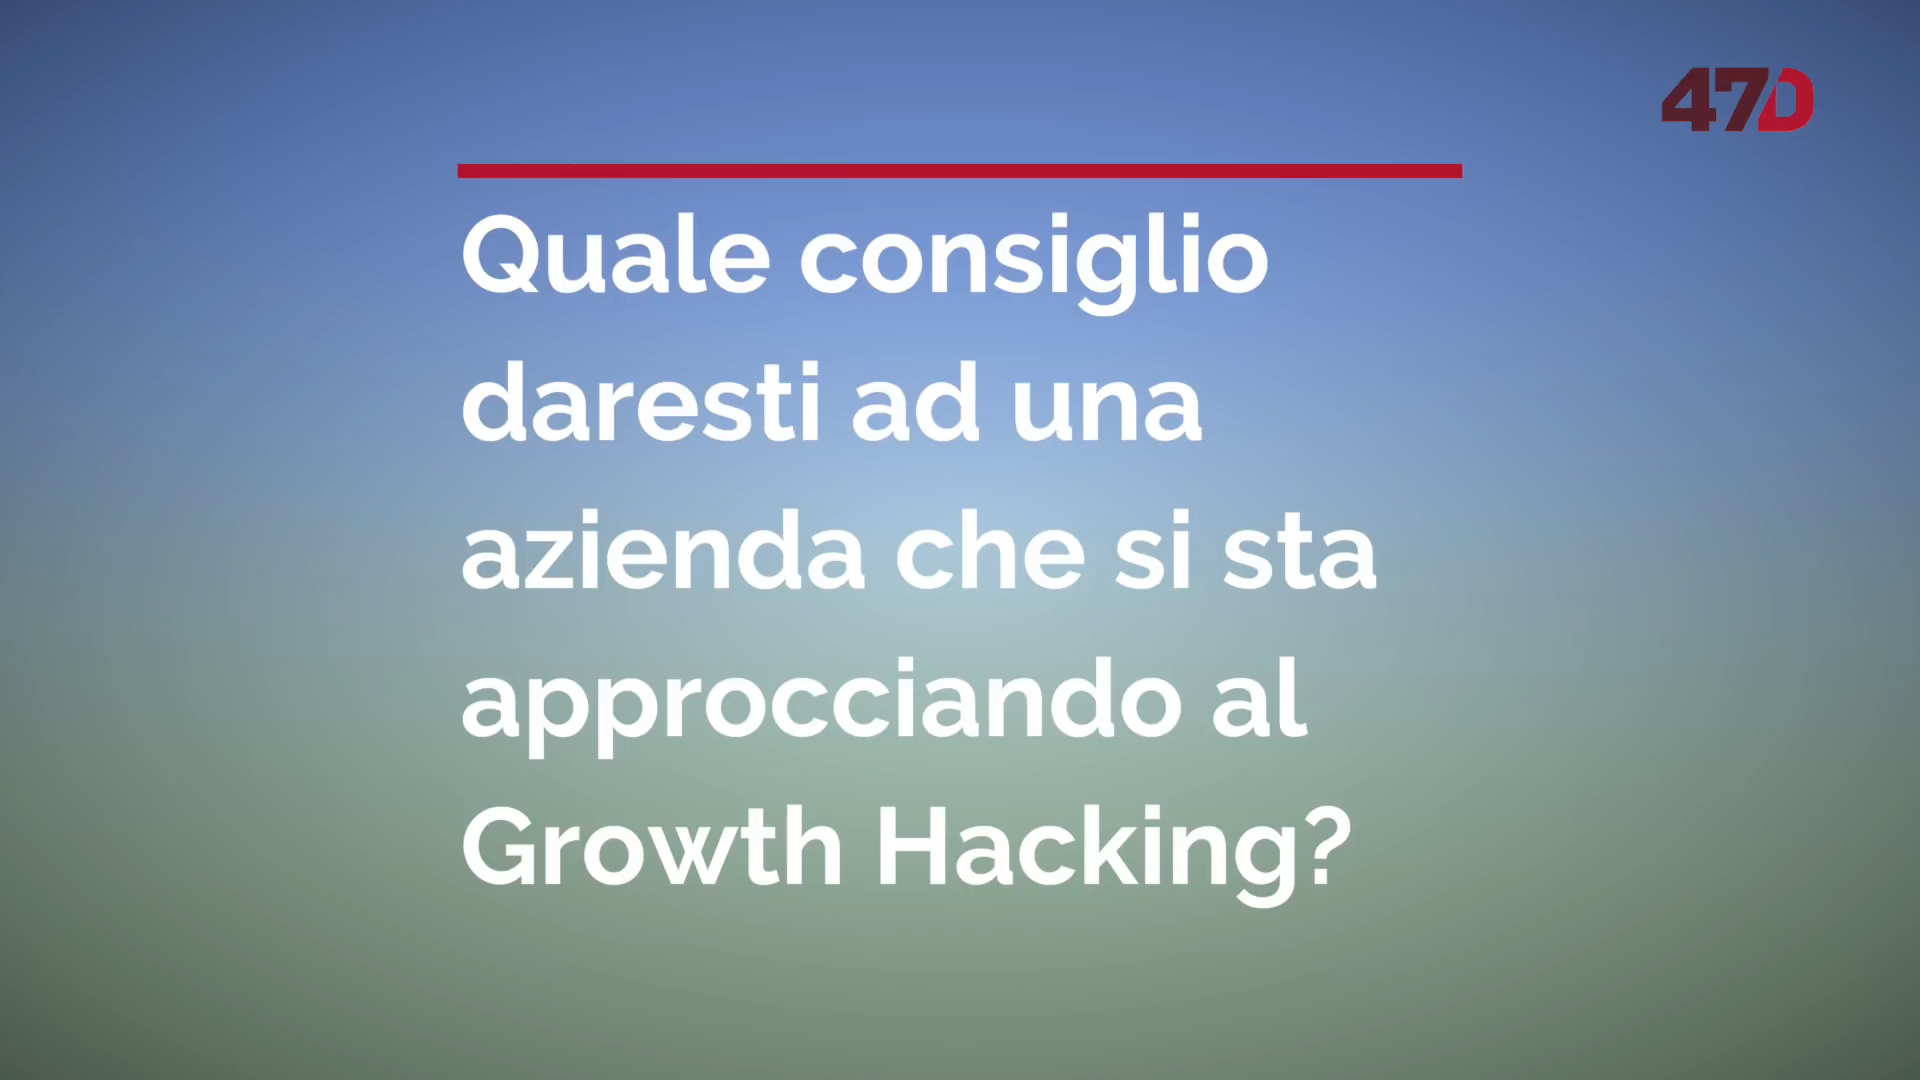 47D
Quale consiglio
daresti ad una
azienda che si sta
approcciando al
Growth Hacking?